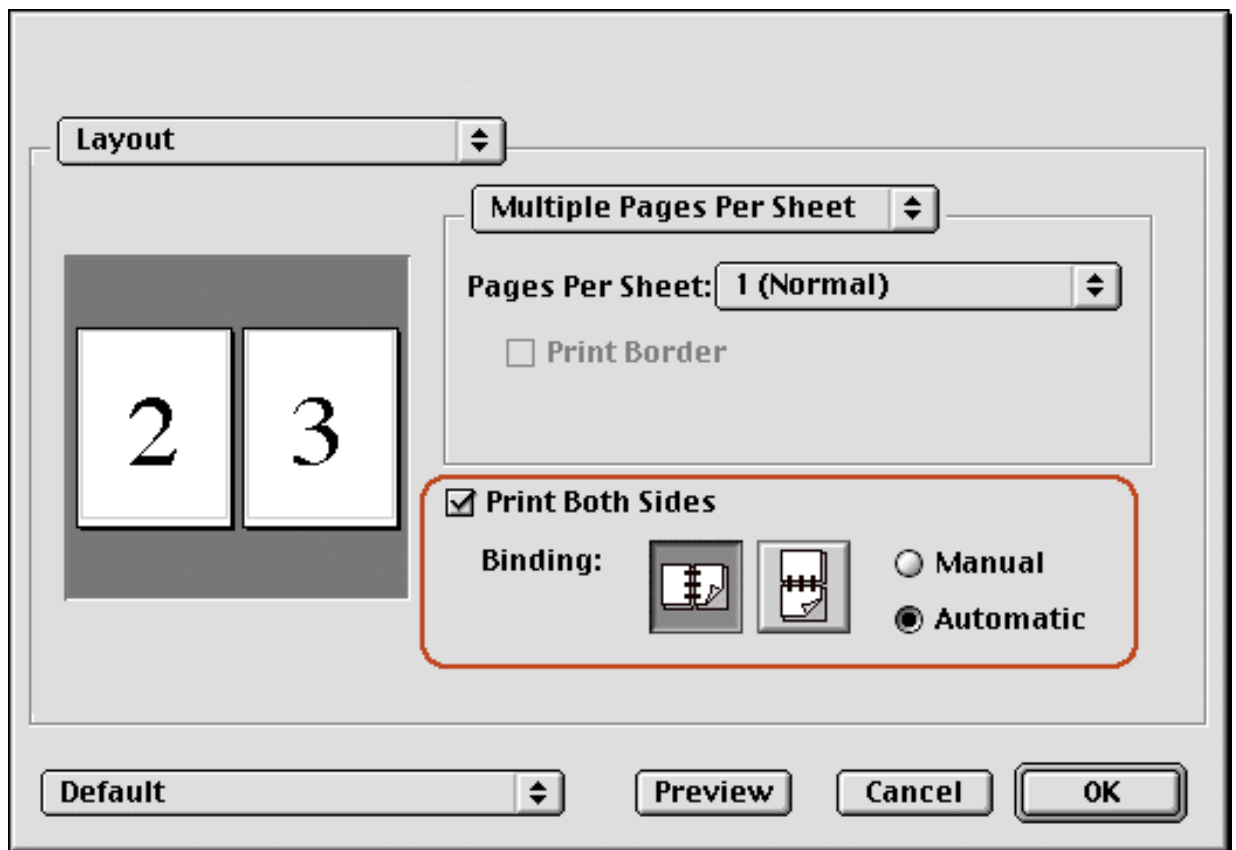 Layout
Multiple Pages Per Sheet
Pages Per Sheet: 1 (Normal)
Print Border
2 3
Print Both Sides
Binding:
Manual
Automatic
Default Preview Cancel OK